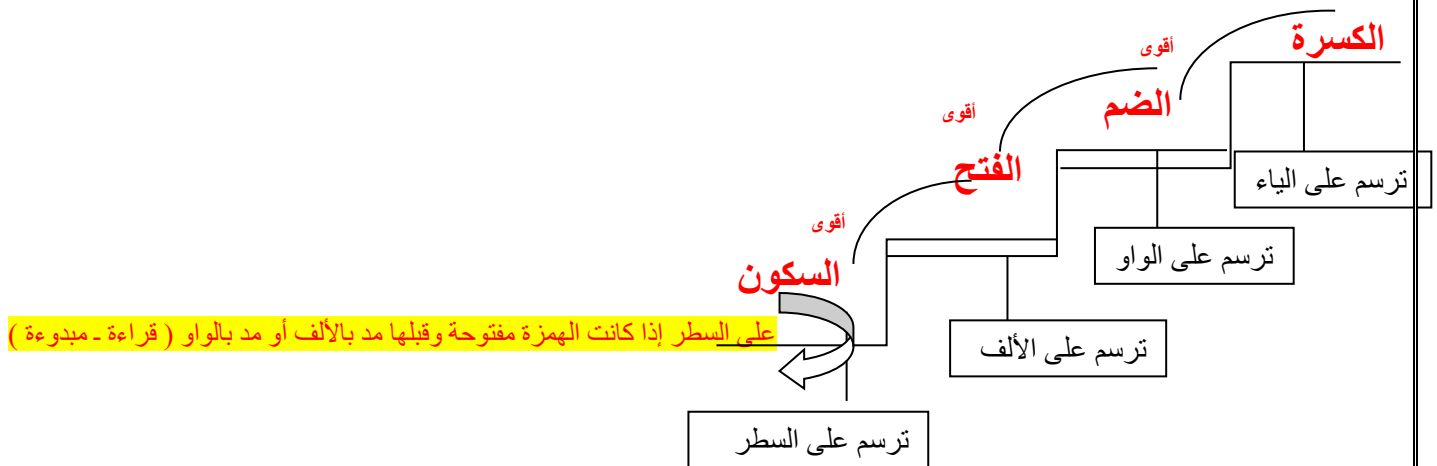 الكسرة
أقوى
الضم
أقوى
ترسم على الياء
الفتح
أقوى
ترسم على الواو
السكون
على السطر إذا كانت الهمزة مفتوحة وقبلها مد بالألف أو مد بالواو ( قراءة ـ مبدوءة )
ترسم على الألف
ترسم على السطر